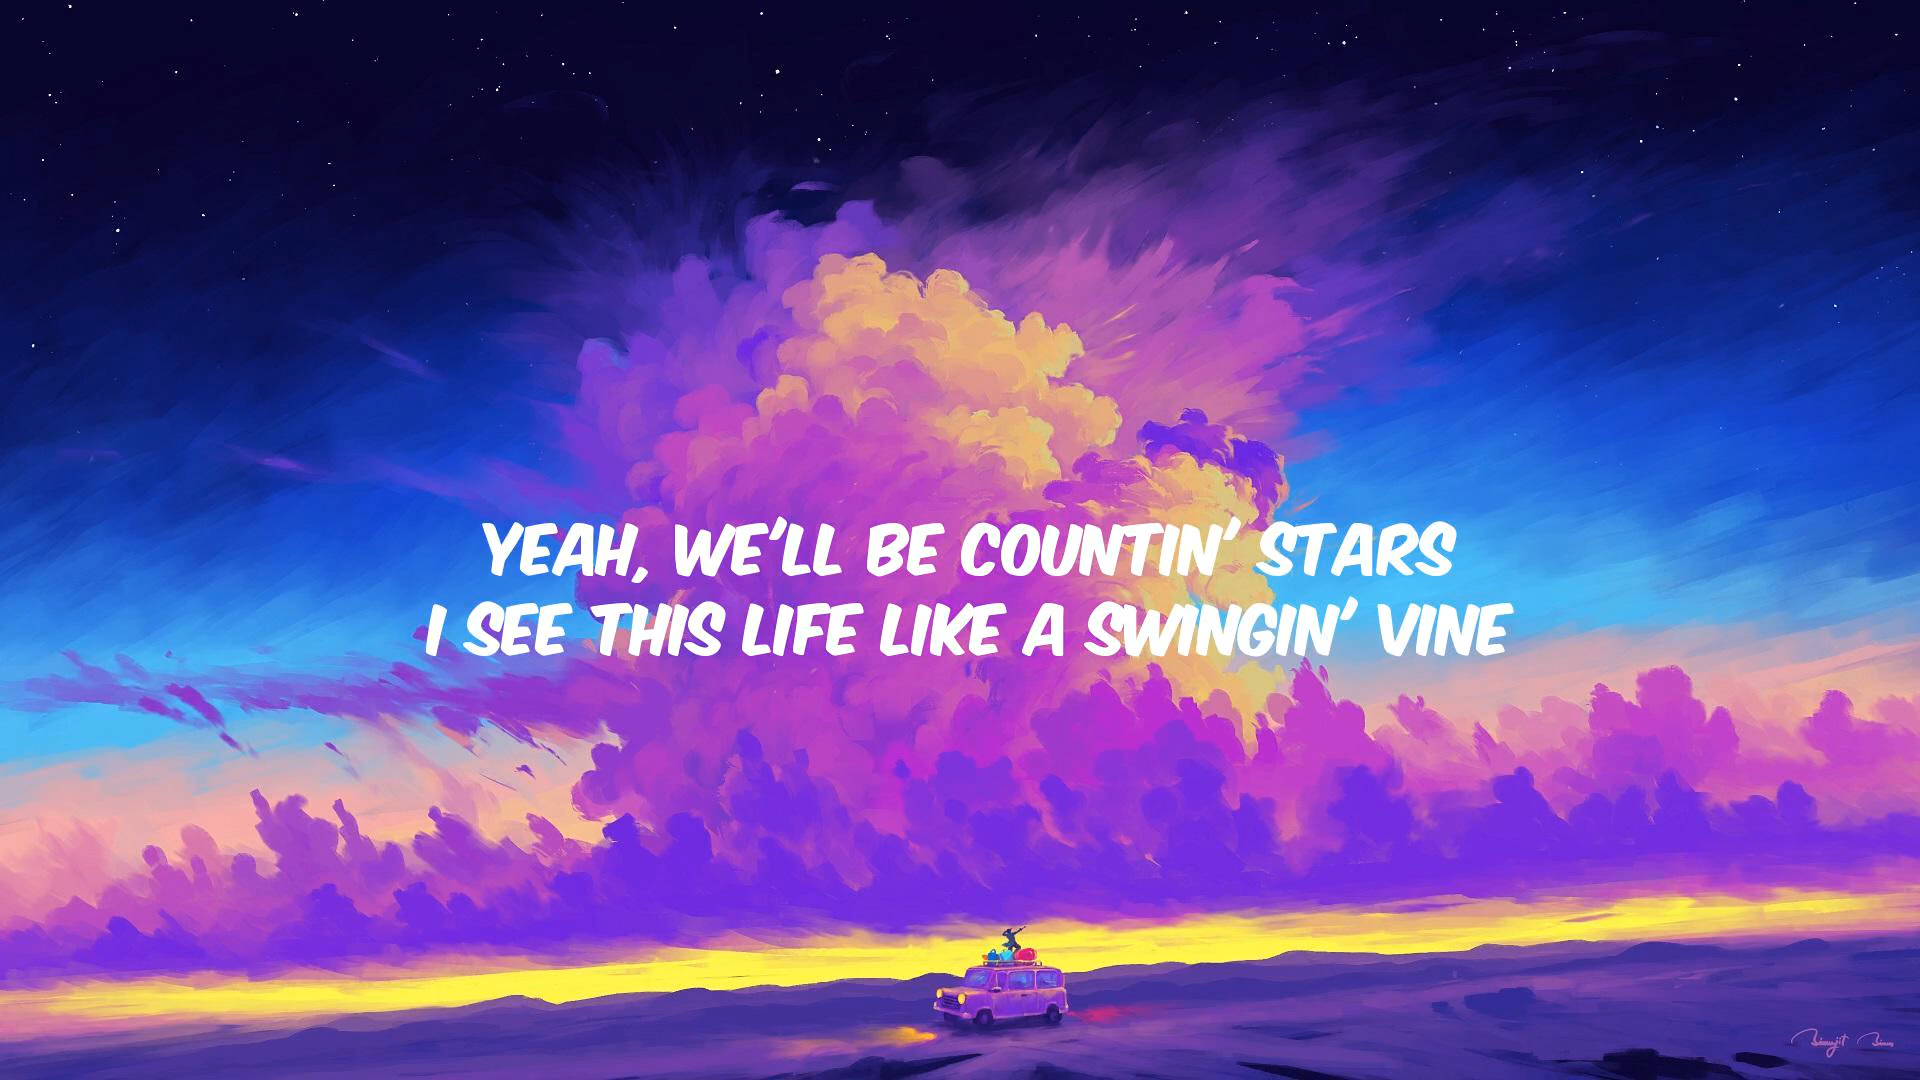 YEAH, WE'LL BE COUNTIN' STARS
I SEE THIS LIFE LIKE A SWINGIN' VINE